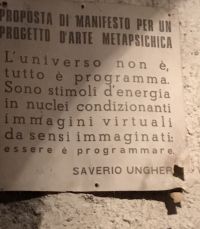 PROPOSTA DI MANIFESTO PER UN
PROGETTO D'ARTE METAPSICHICA
L'universo non è,
tutto è programma.
Sono stimoli d'energia
in nuclei condizionanti
immagini virtuali
da sensi immaginati:
essere è programmare.
SAVERIO UNGHER